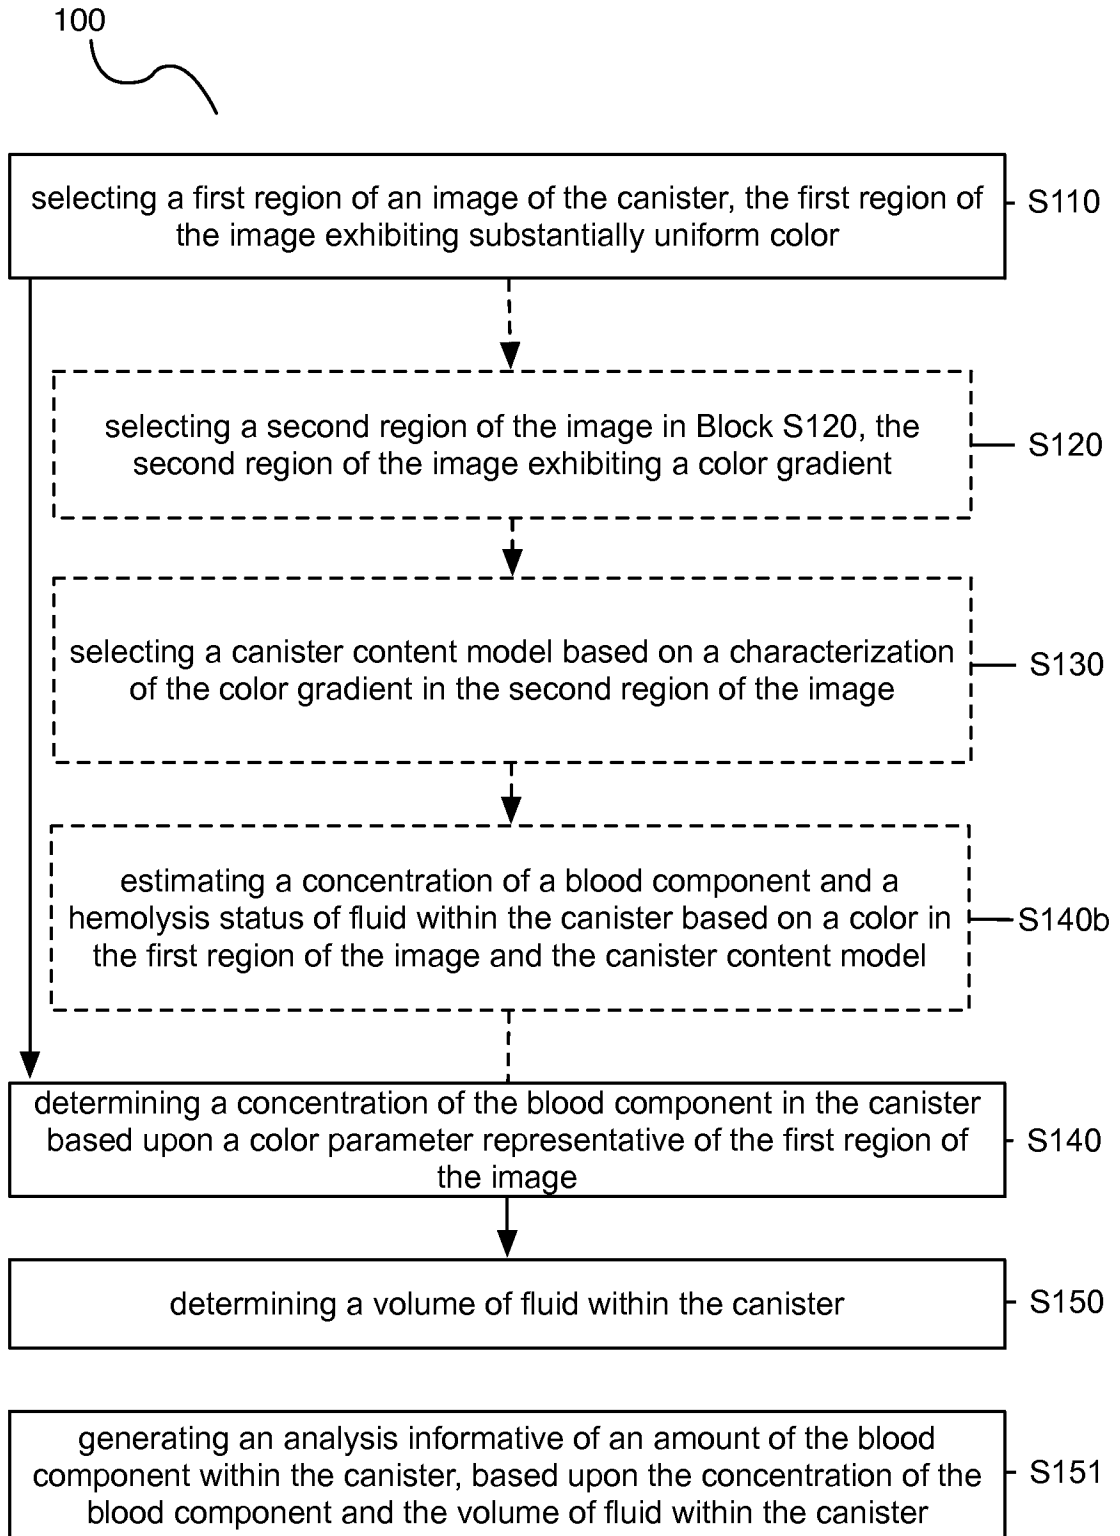 100
selecting a first region of an image of the canister, the first region of
the image exhibiting substantially uniform color
S110
selecting a second region of the image in Block S120, the
second region of the image exhibiting a color gradient
S120
selecting a canister content model based on a characterization
of the color gradient in the second region of the image
S130
estimating a concentration of a blood component and a
hemolysis status of fluid within the canister based on a color in
the first region of the image and the canister content model
S140b
determining a concentration of the blood component in the canister
based upon a color parameter representative of the first region of
the image
S140
determining a volume of fluid within the canister
S150
generating an analysis informative of an amount of the blood
component within the canister, based upon the concentration of the
blood component and the volume of fluid within the canister
S151